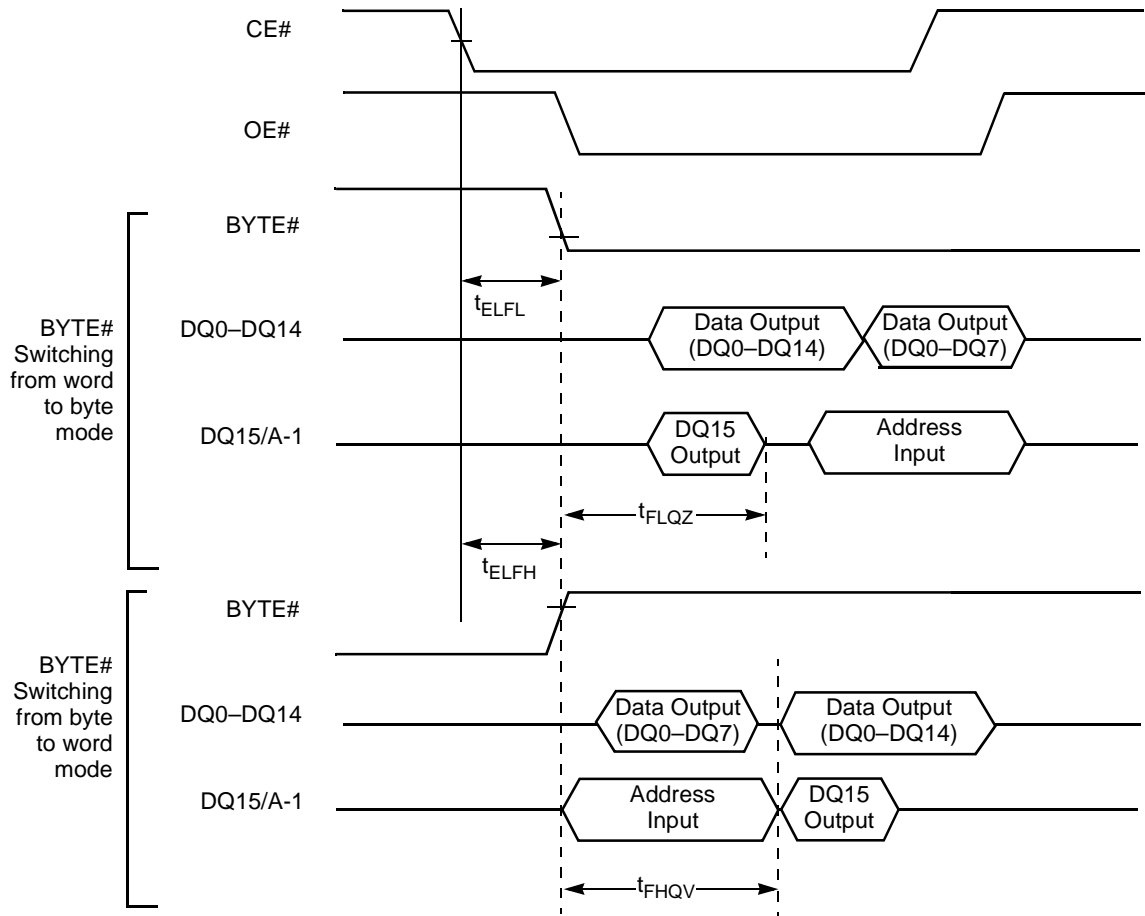 CE#
OE#
BYTE#
Switching
from word
to byte
mode
BYTE#
tELFL
DQ0–DQ14
Data Output
(DQ0–DQ14)
Data Output
(DQ0–DQ7)
DQ15/A-1
DQ15
Output
Address
Input
tFLQZ
tELFH
BYTE#
Switching
from byte
to word
mode
BYTE#
DQ0–DQ14
Data Output
(DQ0–DQ7)
Data Output
(DQ0–DQ14)
DQ15/A-1
Address
Input
DQ15
Output
tFHQV